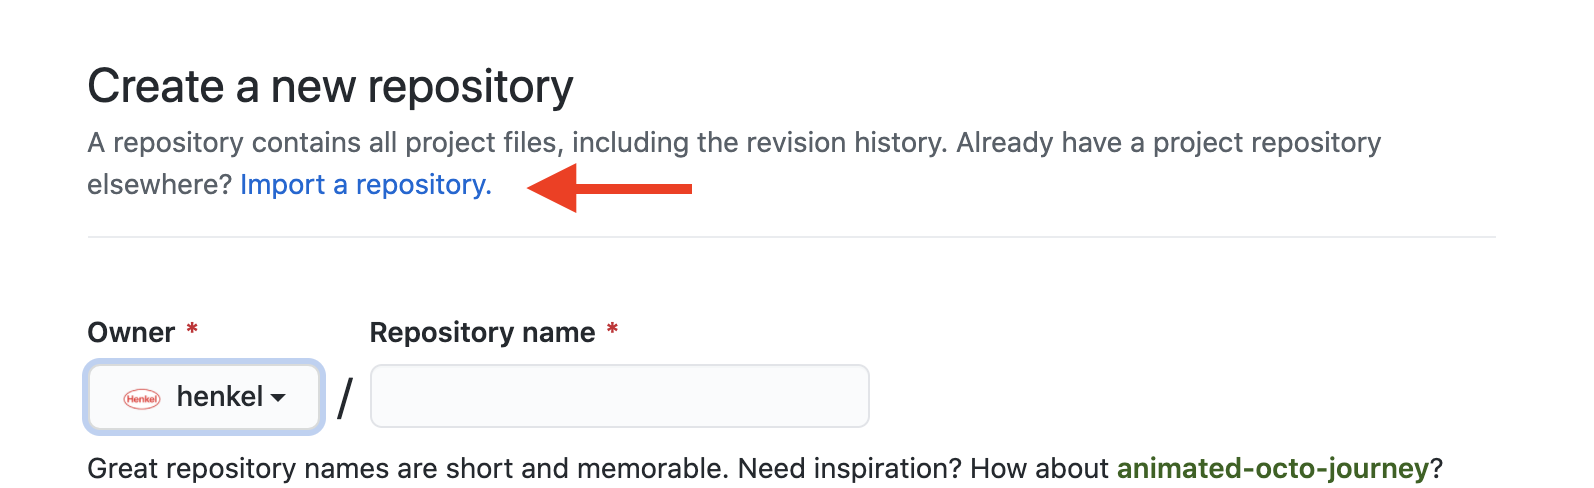 Create a new repository
A repository contains all project files, including the revision history. Already have a project repository
elsewhere? Import a repository.
Owner * Repository name *
Henkel henkel /
Great repository names are short and memorable. Need inspiration? How about animated-octo-journey?